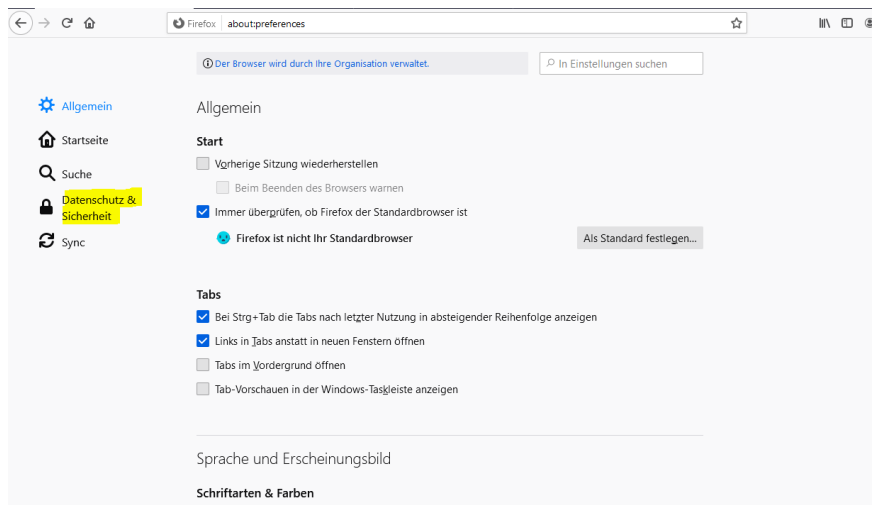 Firefox about:preferences
Der Browser wird durch Ihre Organisation verwaltet.
In Einstellungen suchen
Allgemein
Startseite
Suche
Datenschutz &
Sicherheit
Sync
Allgemein
Start
Vorherige Sitzung wiederherstellen
Beim Beenden des Browsers warnen
Immer überprüfen, ob Firefox der Standardbrowser ist
Firefox ist nicht Ihr Standardbrowser
Als Standard festlegen...
Tabs
Bei Strg+Tab die Tabs nach letzter Nutzung in absteigender Reihenfolge anzeigen
Links in Tabs anstatt in neuen Fenstern öffnen
Tabs im Vordergrund öffnen
Tab-Vorschauen in der Windows-Taskleiste anzeigen
Sprache und Erscheinungsbild
Schriftarten & Farben